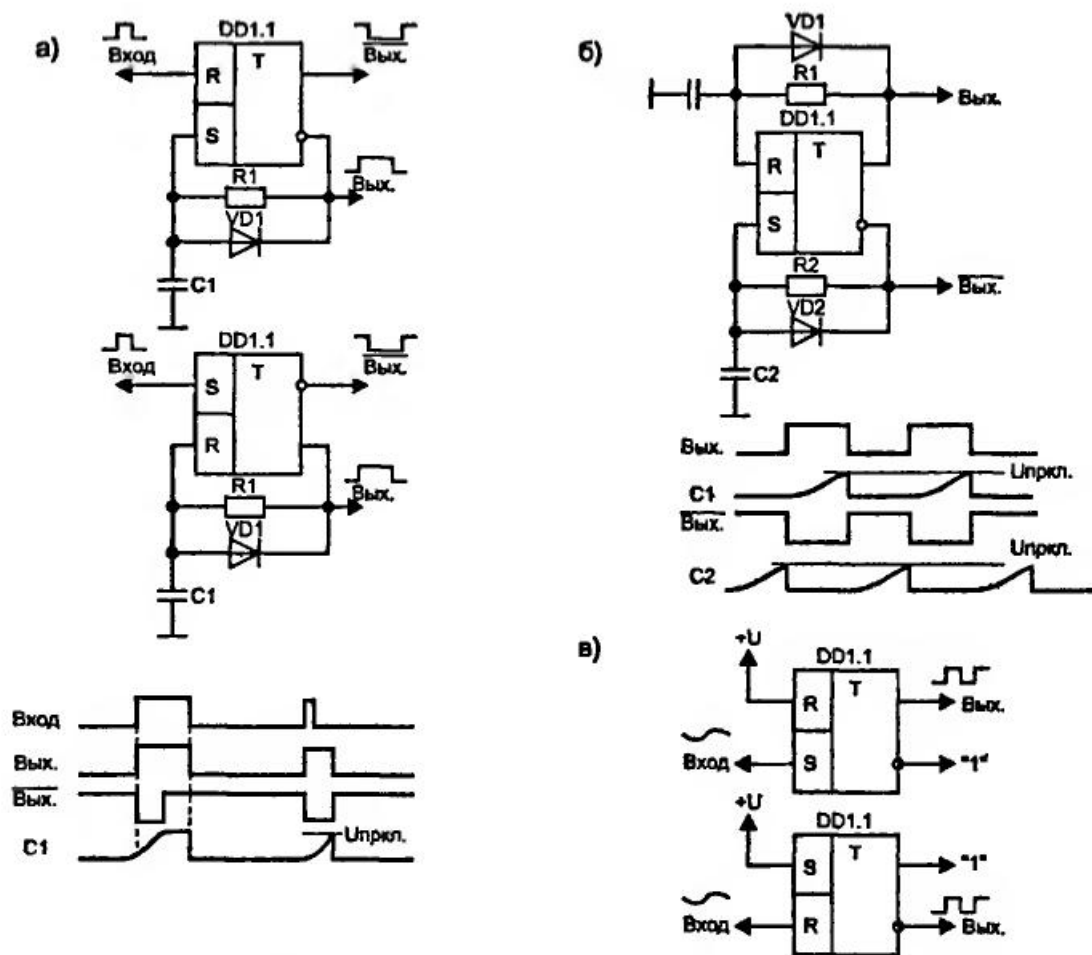 а)
DD1.1
Вход
R
T
Вых.
S
R1
Вых.
VD1
C1
DD1.1
Вход
S
T
Вых.
R
R1
Вых.
VD1
C1
Вход
Вых.
Вых.
C1
Uпркл.
б)
VD1
R1
Вых.
DD1.1
R
T
S
R2
Вых.
VD2
C2
Вых.
Uпркл.
C1
Вых.
Uпркл.
C2
в)
+U
DD1.1
R
T
Вых.
Вход
S
"1"
+U
DD1.1
S
T
"1"
Вход
R
Вых.